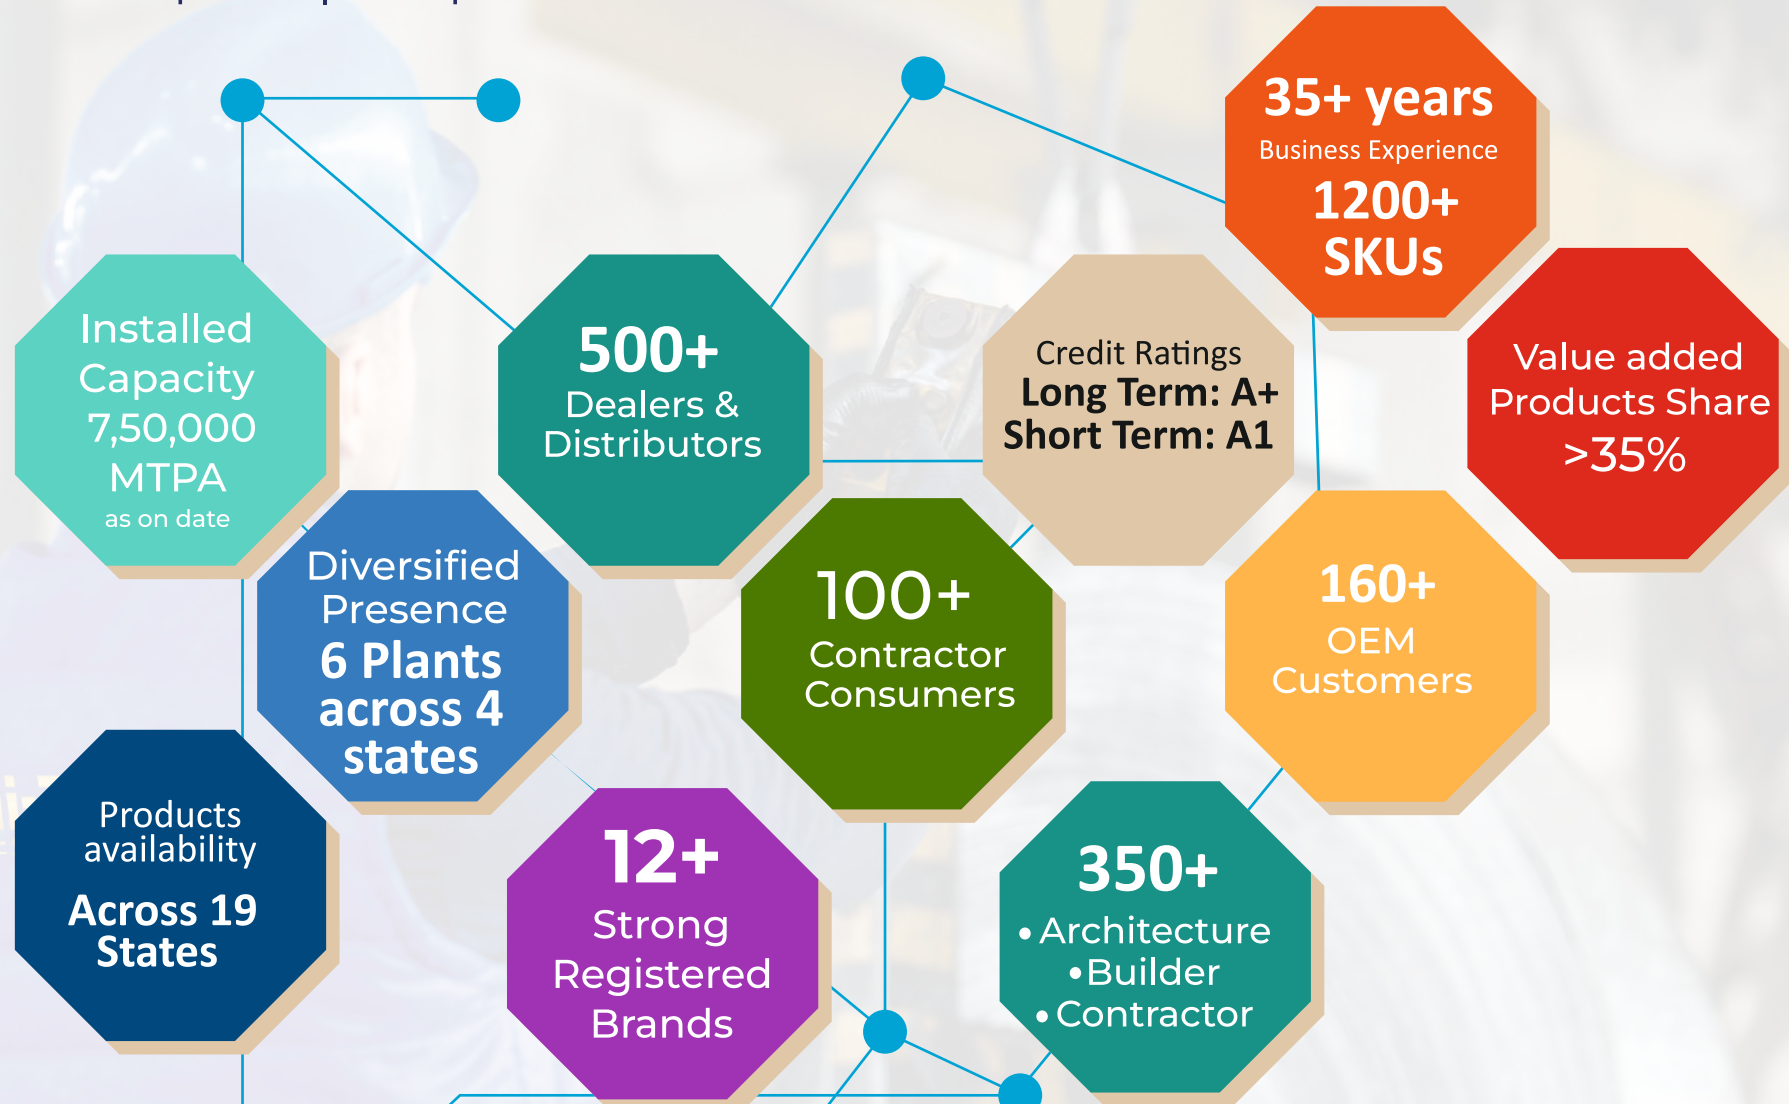 35+ years
Business Experience
1200+
SKUs
Installed
Capacity
7,50,000
MTPA
as on date
500+
Dealers &
Distributors
Credit Ratings
Long Term: A+
Short Term: A1
Value added
Products Share
>35%
Diversified
Presence
6 Plants
across 4
states
100+
Contractor
Consumers
160+
OEM
Customers
Products
availability
Across 19
States
12+
Strong
Registered
Brands
350+
• Architecture
• Builder
• Contractor